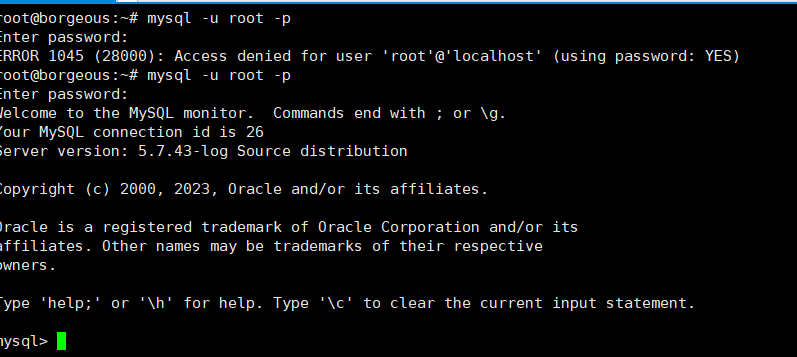 root@borgeous:~# mysql -u root -p
Enter password:
ERROR 1045 (28000): Access denied for user 'root'@'localhost' (using password: YES)
root@borgeous:~# mysql -u root -p
Enter password:
Welcome to the MySQL monitor.  Commands end with ; or \g.
Your MySQL connection id is 26
Server version: 5.7.43-log Source distribution
Copyright (c) 2000, 2023, Oracle and/or its affiliates.
Oracle is a registered trademark of Oracle Corporation and/or its
affiliates. Other names may be trademarks of their respective
owners.
Type 'help;' or '\h' for help. Type '\c' to clear the current input statement.
mysql>